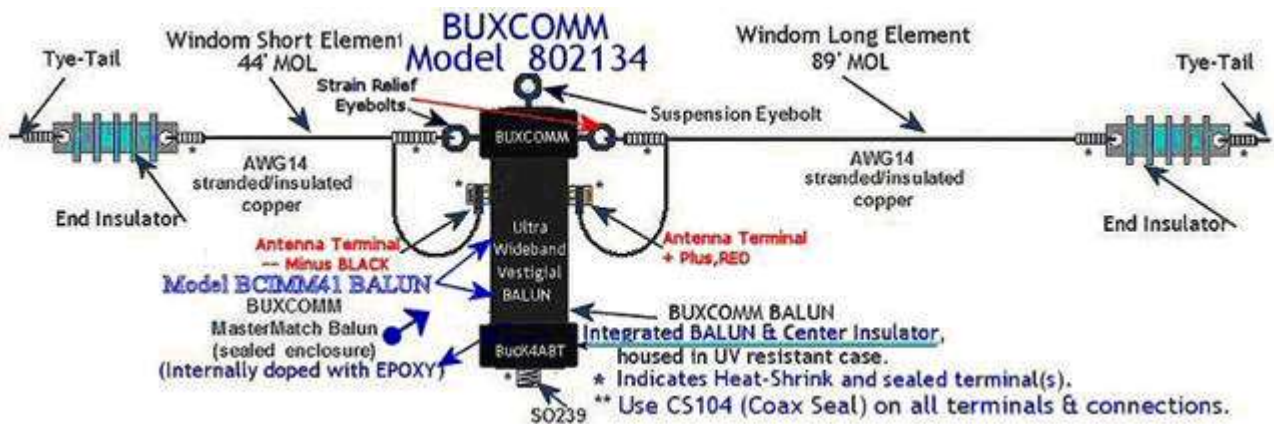 BUXCOMM
Model 802134
Windom Short Element
44' MOL
Windom Long Element
89' MOL
Tye-Tail
Tye-Tail
Strain Relief
Eyebolts
Suspension Eyebolt
BUXCOMM
*
*
*
*
AWG14
stranded/insulated
copper
AWG14
stranded/insulated
copper
End Insulator
End Insulator
*
*
Antenna Terminal
-- Minus BLACK
Antenna Terminal
+ Plus,RED
Ultra
Wideband
Vestigial
BALUN
Model BCIMM41 BALUN
BUXCOMM
MasterMatch Balun
(sealed enclosure)
(Internally doped with EPOXY)
BUXCOMM BALUN
Integrated BALUN & Center Insulator,
housed in UV resistant case.
BucK4ABT
* Indicates Heat-Shrink and sealed terminal(s).
** Use CS104 (Coax Seal) on all terminals & connections.
*
SO239